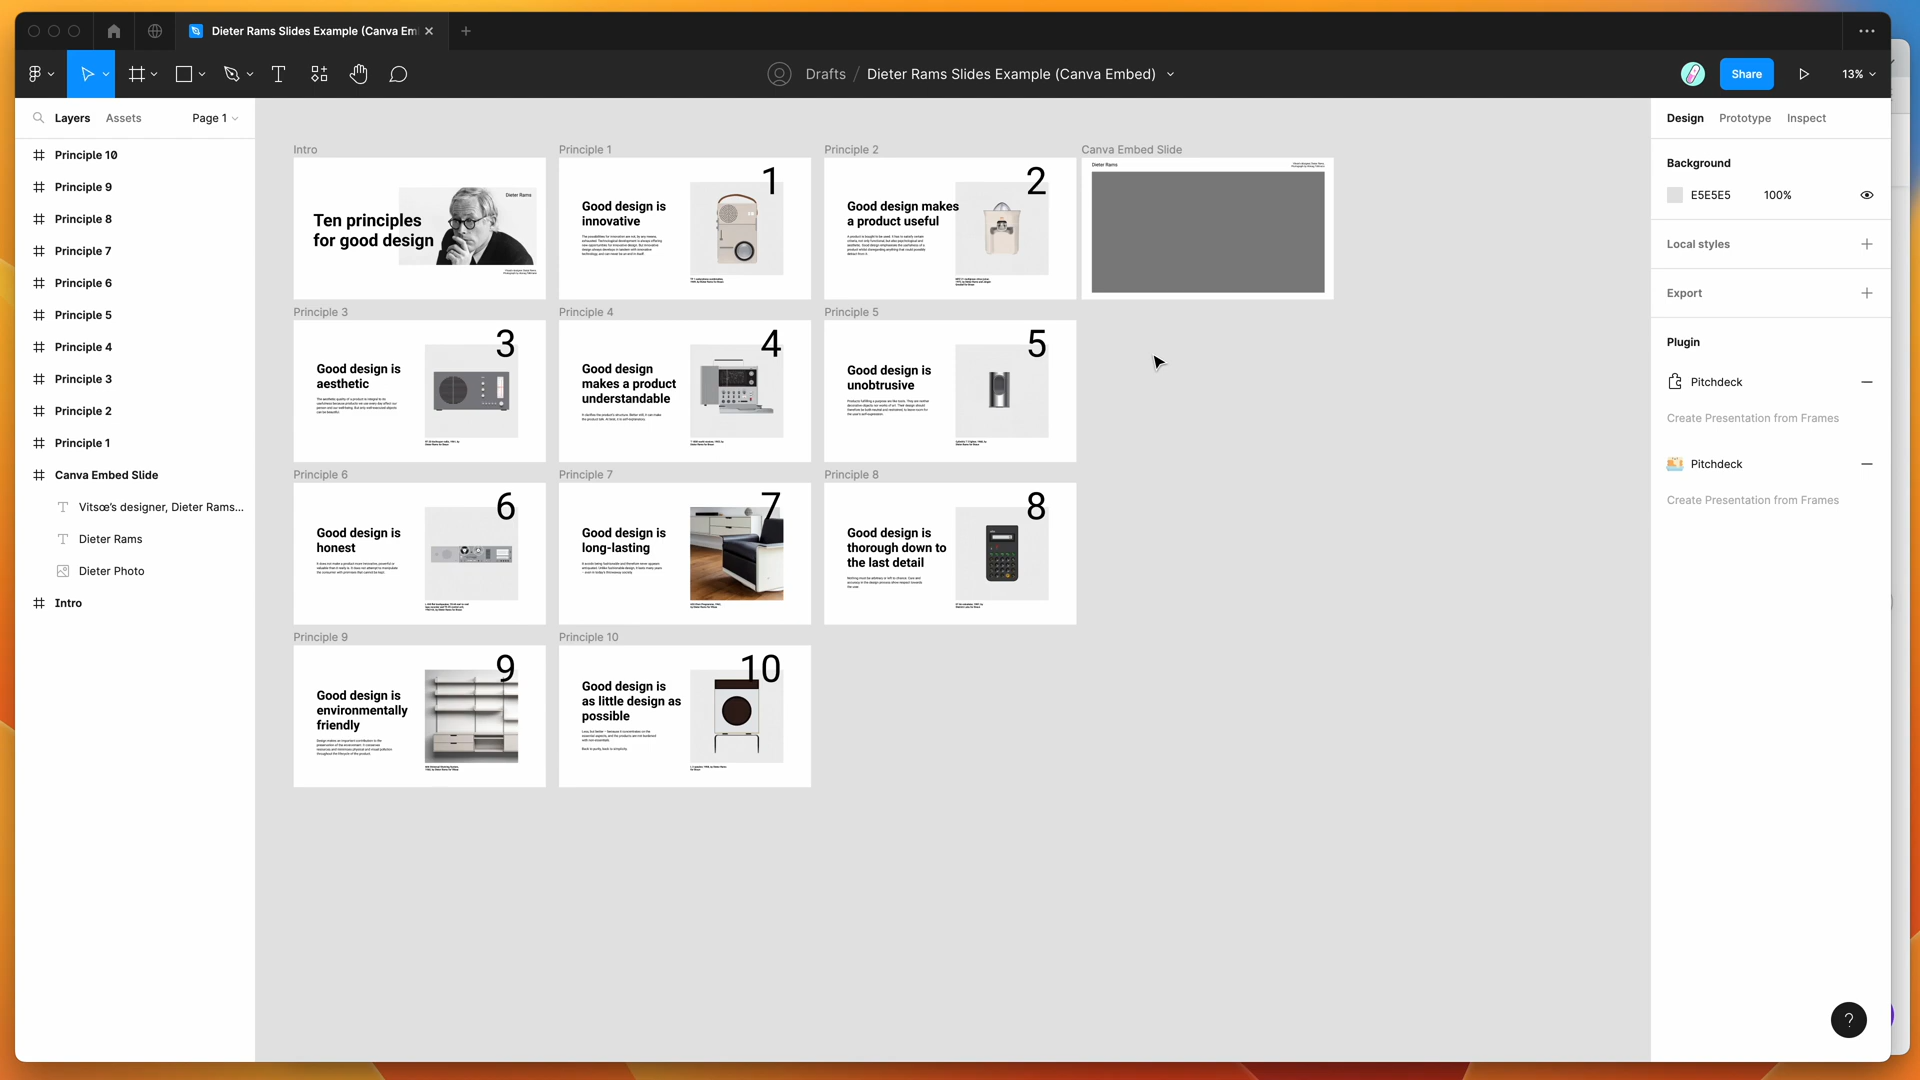 Dieter Rams Slides Example (Canva Em
Drafts / Dieter Rams Slides Example (Canva Embed)
Share
13%
Layers
Assets
Page 1
Principle 10
Principle 9
Principle 8
Principle 7
Principle 6
Principle 5
Principle 4
Principle 3
Principle 2
Principle 1
Canva Embed Slide
Vitsœ's designer, Dieter Rams...
Dieter Rams
Dieter Photo
Intro
Intro
Dieter Rams
Ten principles
for good design
Principle 1
1
Good design is
innovative
Principle 2
2
Good design makes
a product useful
Canva Embed Slide
Dieter Rams
Principle 3
3
Good design is
aesthetic
Principle 4
4
Good design
makes a product
understandable
Principle 5
5
Good design is
unobtrusive
Principle 6
6
Good design is
honest
Principle 7
7
Good design is
long-lasting
Principle 8
8
Good design is
thorough down to
the last detail
Principle 9
9
Good design is
environmentally
friendly
Principle 10
10
Good design is
as little design as
possible
Back to purity, back to simplicity.
Design
Prototype
Inspect
Background
E5E5E5
100%
Local styles
Export
Plugin
Pitchdeck
Create Presentation from Frames
Pitchdeck
Create Presentation from Frames
?